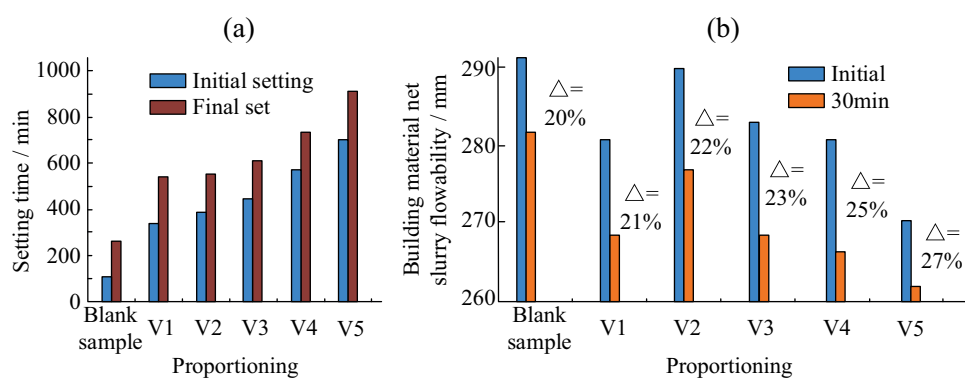 (a)
Setting time / min
1000
800
600
400
200
0
Initial setting
Final set
Blank
sample
V1
V2
V3
V4
V5
Proportioning
(b)
Building material net
slurry flowability / mm
290
280
270
260
Initial
30min
△=
20%
△=
21%
△=
22%
△=
23%
△=
25%
△=
27%
Blank
sample
V1
V2
V3
V4
V5
Proportioning